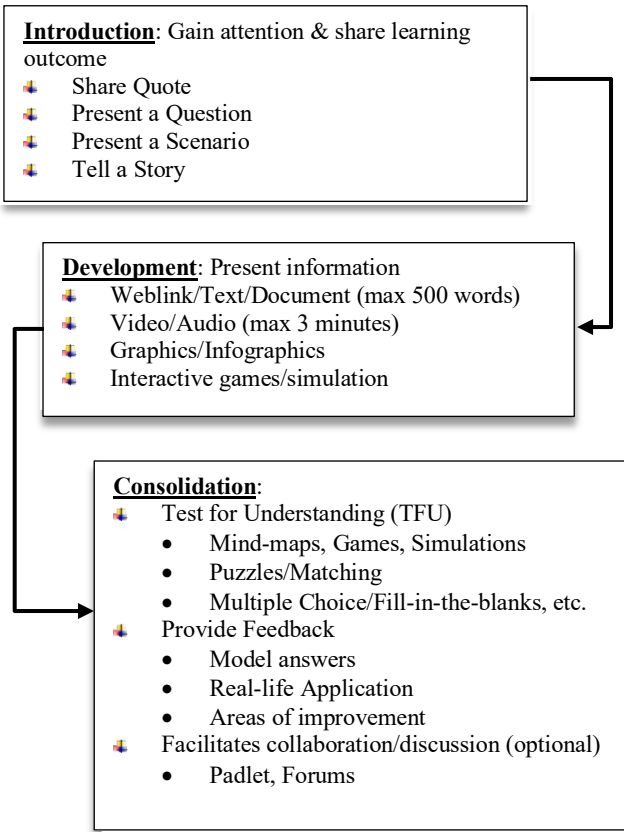 Introduction: Gain attention & share learning
outcome
Share Quote
Present a Question
Present a Scenario
Tell a Story
Development: Present information
Weblink/Text/Document (max 500 words)
Video/Audio (max 3 minutes)
Graphics/Infographics
Interactive games/simulation
Consolidation:
Test for Understanding (TFU)
• Mind-maps, Games, Simulations
• Puzzles/Matching
• Multiple Choice/Fill-in-the-blanks, etc.
Provide Feedback
• Model answers
• Real-life Application
• Areas of improvement
Facilitates collaboration/discussion (optional)
• Padlet, Forums